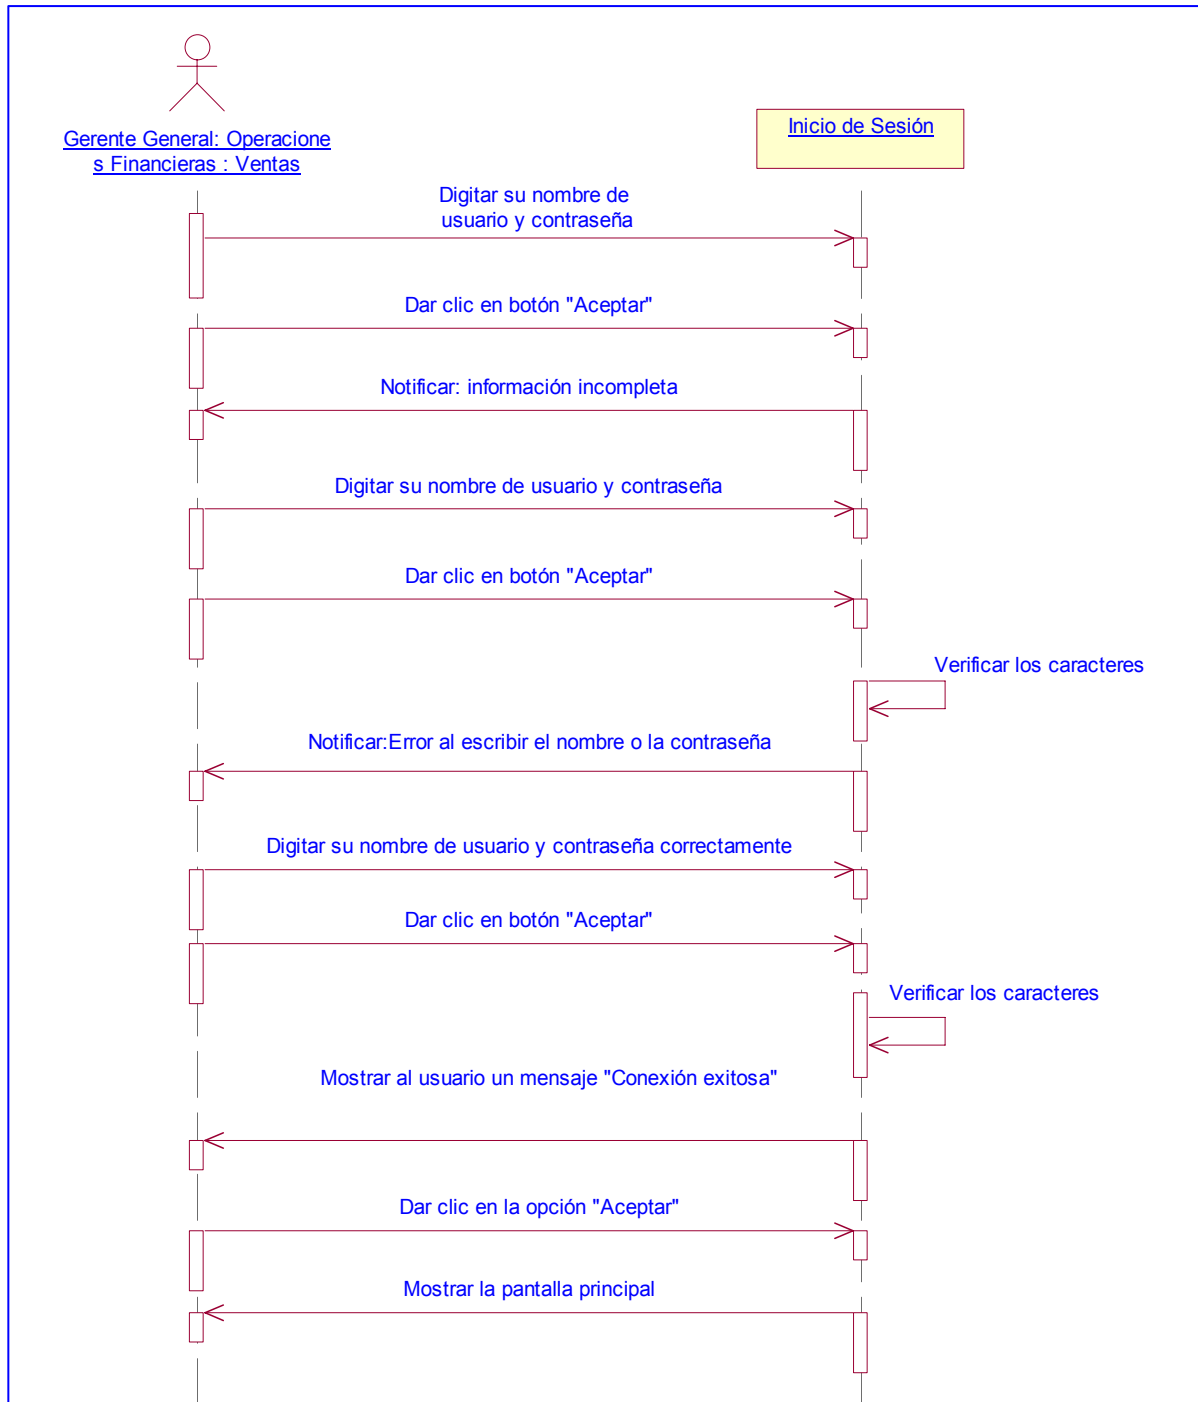 Gerente General: Operacione
s Financieras : Ventas
Inicio de Sesión
Digitar su nombre de
usuario y contraseña
Dar clic en botón "Aceptar"
Notificar: información incompleta
Digitar su nombre de usuario y contraseña
Dar clic en botón "Aceptar"
Verificar los caracteres
Notificar:Error al escribir el nombre o la contraseña
Digitar su nombre de usuario y contraseña correctamente
Dar clic en botón "Aceptar"
Verificar los caracteres
Mostrar al usuario un mensaje "Conexión exitosa"
Dar clic en la opción "Aceptar"
Mostrar la pantalla principal